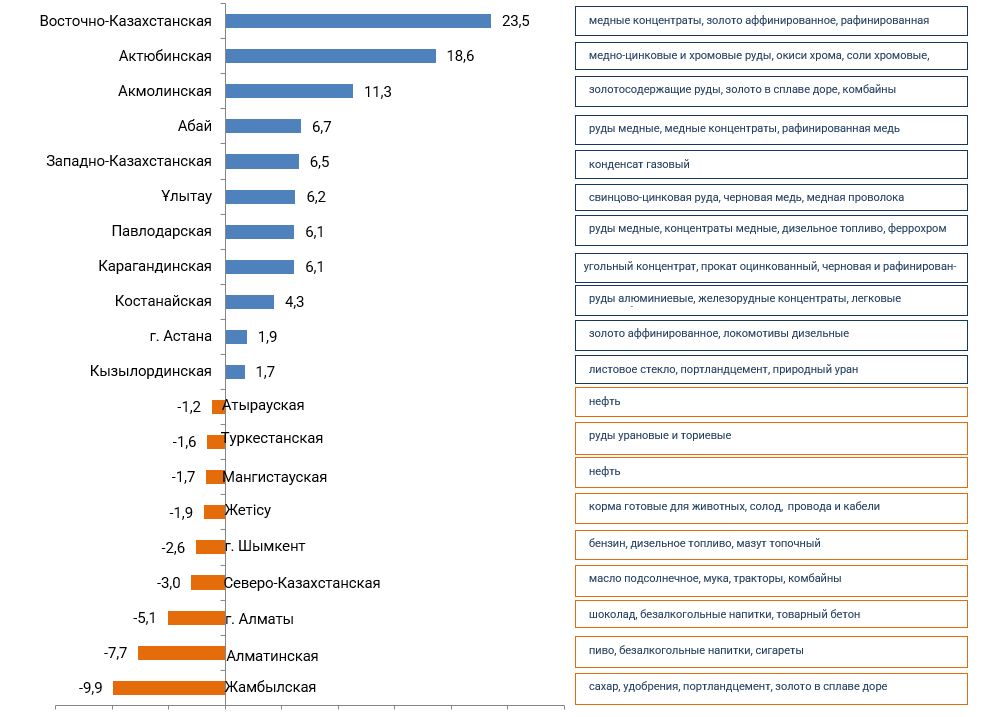 Восточно-Казахстанская 23,5 медные концентраты, золото аффинированное, рафинированная
Актюбинская 18,6 медно-цинковые и хромовые руды, окиси хрома, соли хромовые,
Акмолинская 11,3 золотосодержащие руды, золото в сплаве доре, комбайны
Абай 6,7 руды медные, медные концентраты, рафинированная медь
Западно-Казахстанская 6,5 конденсат газовый
Ұлытау 6,2 свинцово-цинковая руда, черновая медь, медная проволока
Павлодарская 6,1 руды медные, концентраты медные, дизельное топливо, феррохром
Карагандинская 6,1 угольный концентрат, прокат оцинкованный, черновая и рафинирован-
Костанайская 4,3 руды алюминиевые, железорудные концентраты, легковые
г. Астана 1,9 золото аффинированное, локомотивы дизельные
Кызылординская 1,7 листовое стекло, портландцемент, природный уран
-1,2 Атырауская нефть
-1,6 Туркестанская руды урановые и ториевые
-1,7 Мангистауская нефть
-1,9 Жетісу корма готовые для животных, солод, провода и кабели
-2,6 г. Шымкент бензин, дизельное топливо, мазут топочный
-3,0 Северо-Казахстанская масло подсолнечное, мука, тракторы, комбайны
-5,1 г. Алматы шоколад, безалкогольные напитки, товарный бетон
-7,7 Алматинская пиво, безалкогольные напитки, сигареты
-9,9 Жамбылская сахар, удобрения, портландцемент, золото в сплаве доре